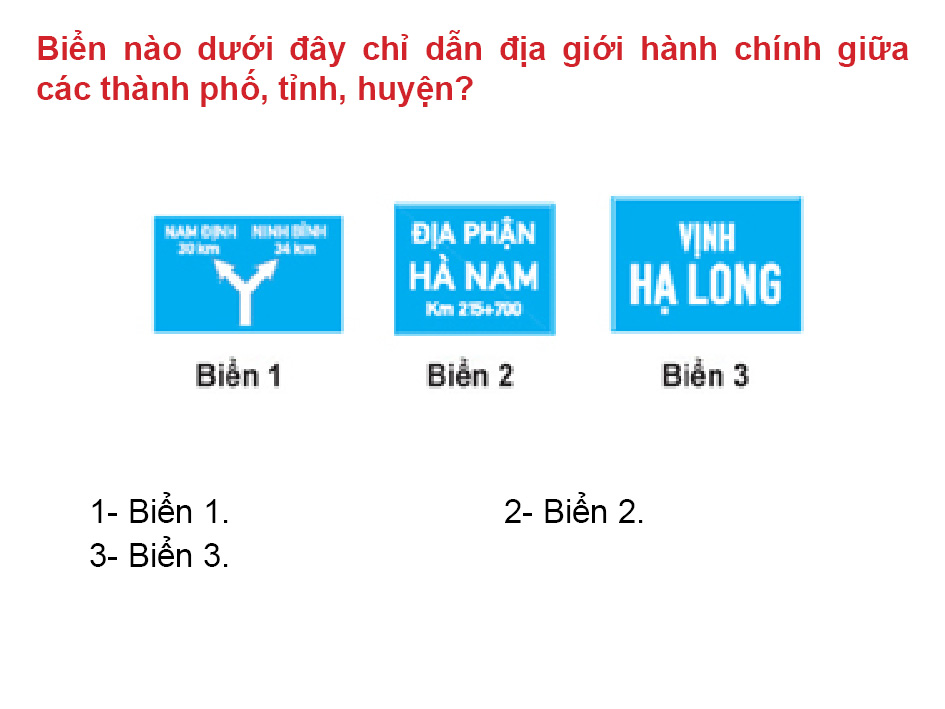 Biển nào dưới đây chỉ dẫn địa giới hành chính giữa
các thành phố, tỉnh, huyện?
NAM ĐỊNH NINH BÌNH
30 km 34 km
ĐỊA PHẬN
HÀ NAM
Km 215+700
VỊNH
HẠ LONG
Biển 1 Biển 2 Biển 3
1- Biển 1. 2- Biển 2.
3- Biển 3.